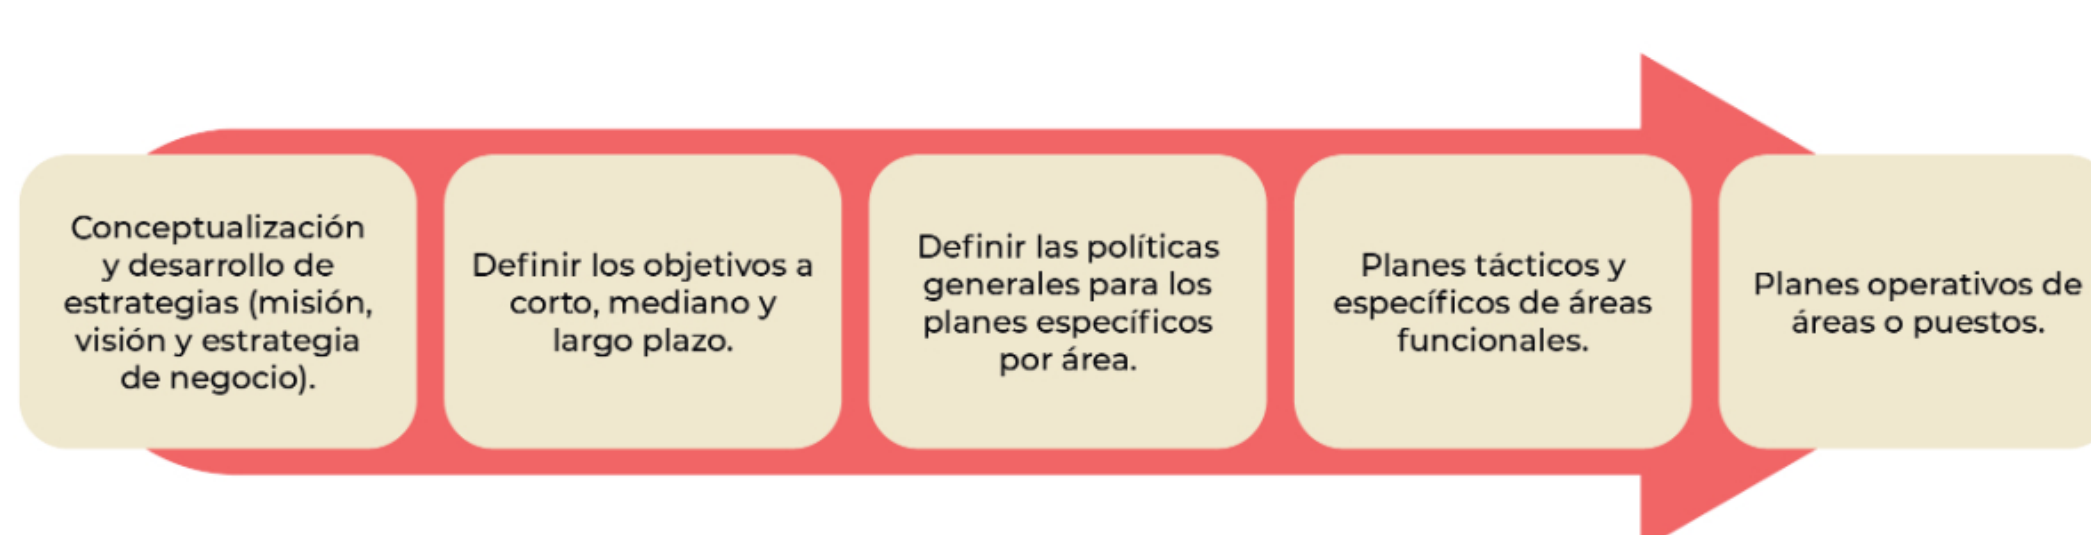 Conceptualización
y desarrollo de
estrategias (misión,
visión y estrategia
de negocio).
Definir los objetivos a
corto, mediano y
largo plazo.
Definir las políticas
generales para los
planes específicos
por área.
Planes tácticos y
específicos de áreas
funcionales.
Planes operativos de
áreas o puestos.